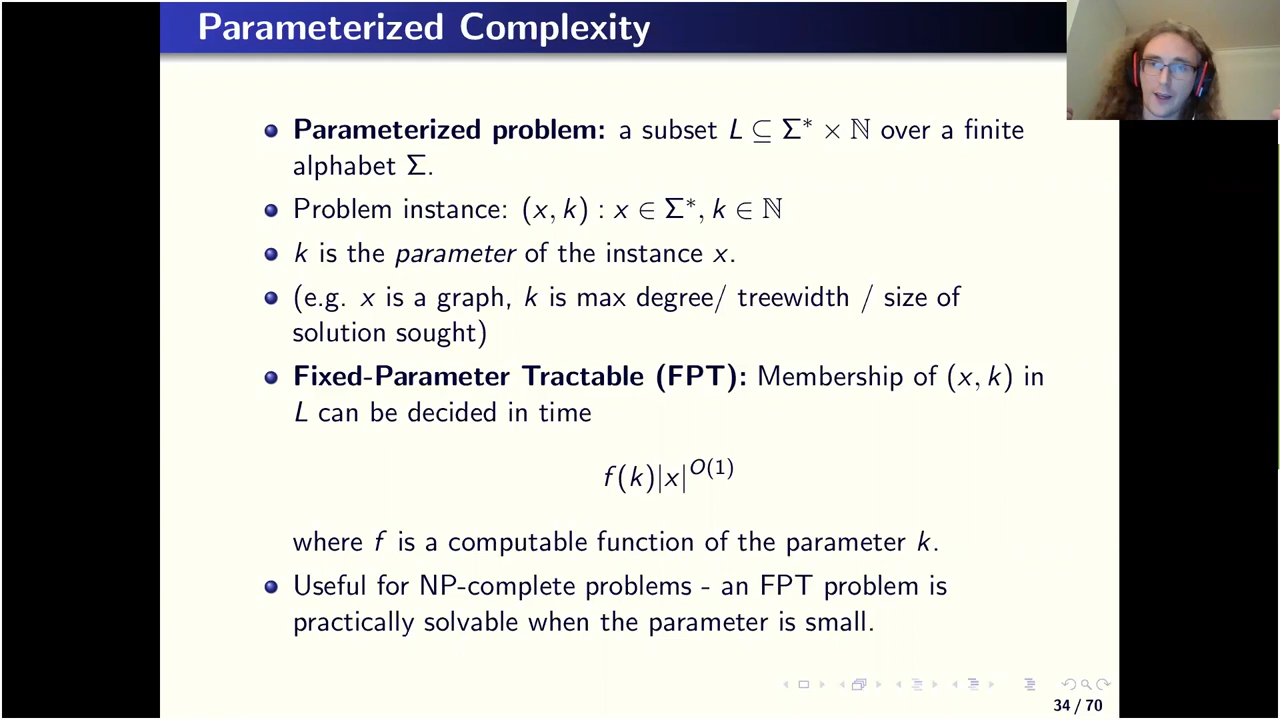 Parameterized Complexity
Parameterized problem: a subset L ⊆ Σ* × ℕ over a finite
alphabet Σ.
Problem instance: (x, k) : x ∈ Σ*, k ∈ ℕ
k is the parameter of the instance x.
(e.g. x is a graph, k is max degree/ treewidth / size of
solution sought)
Fixed-Parameter Tractable (FPT): Membership of (x, k) in
L can be decided in time
f(k)|x|^{O(1)}
where f is a computable function of the parameter k.
Useful for NP-complete problems - an FPT problem is
practically solvable when the parameter is small.
34 / 70